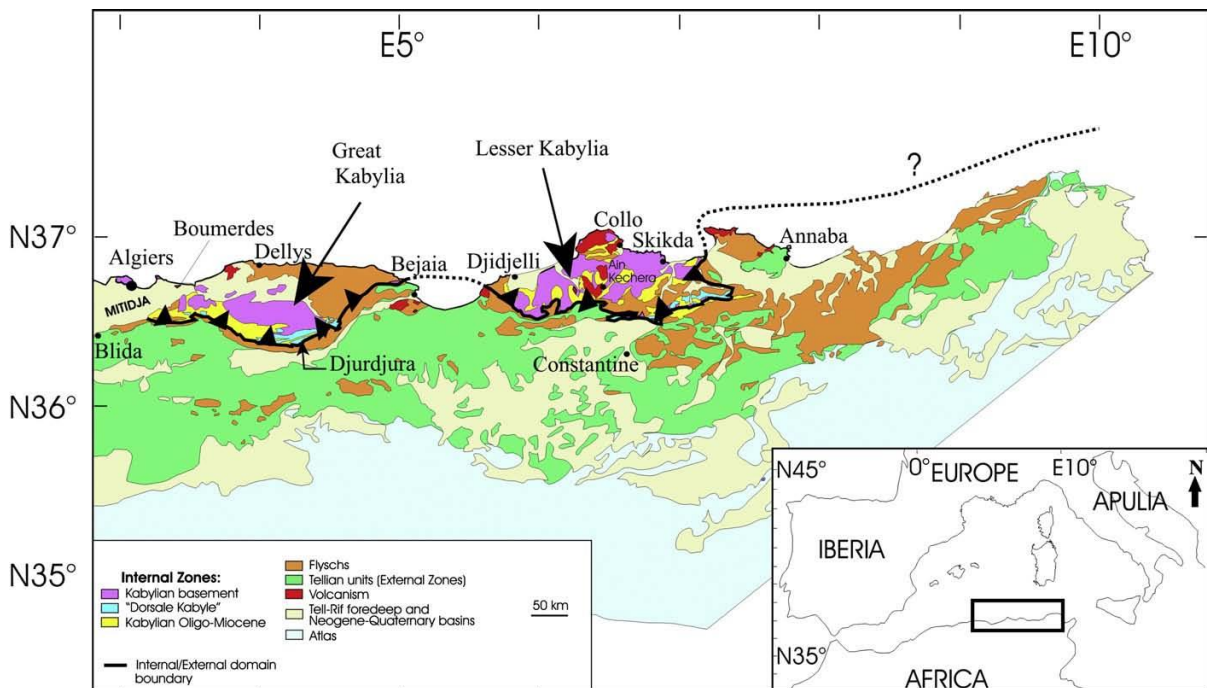 E5°
E10°
N37°
N36°
N35°
Great
Kabylia
Lesser Kabylia
?
Boumerdes
Algiers
Dellys
Bejaia
Djidjelli
Collo
Skikda
Annaba
Ain
Kechera
MITIDJA
Blida
Djurdjura
Constantine
Internal Zones:
Kabylian basement
"Dorsale Kabyle"
Kabylian Oligo-Miocene
Internal/External domain
boundary
Flyschs
Tellian units (External Zones)
Volcanism
Tell-Rif foredeep and
Neogene-Quaternary basins
Atlas
50 km
N45°
0°
EUROPE
E10°
N
APULIA
IBERIA
N35°
AFRICA